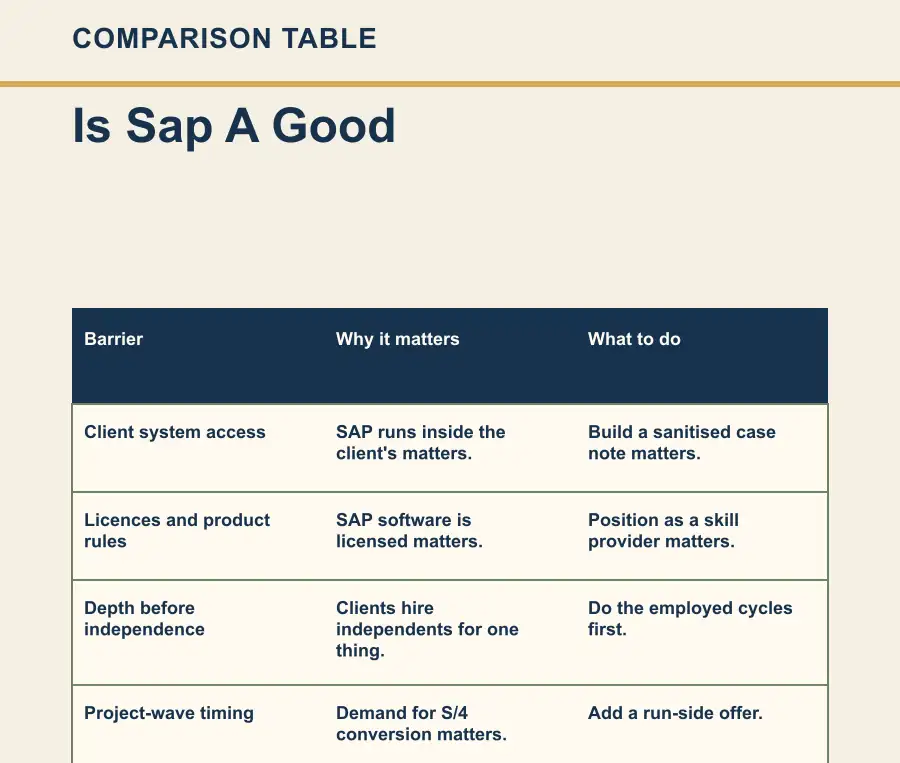 COMPARISON TABLE
Is Sap A Good
Barrier
Why it matters
What to do
Client system access
SAP runs inside the
client's matters.
Build a sanitised case
note matters.
Licences and product
rules
SAP software is
licensed matters.
Position as a skill
provider matters.
Depth before
independence
Clients hire
independents for one
thing.
Do the employed cycles
first.
Project-wave timing
Demand for S/4
conversion matters.
Add a run-side offer.